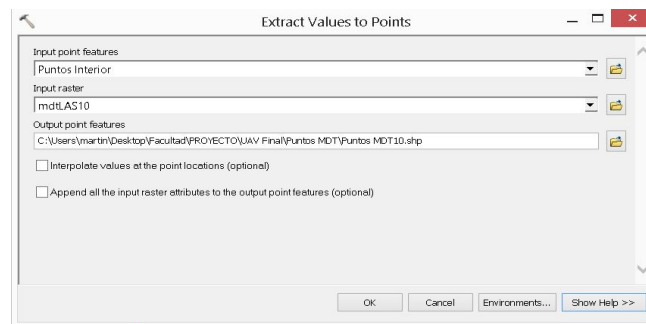 Extract Values to Points
Input point features
Puntos Interior
Input raster
mdtLAS10
Output point features
C:\Users\martin\Desktop\Facultad\PROYECTO\UAV Final\Puntos MDT\Puntos MDT10.shp
Interpolate values at the point locations (optional)
Append all the input raster attributes to the output point features (optional)
OK Cancel Environments... Show Help >>